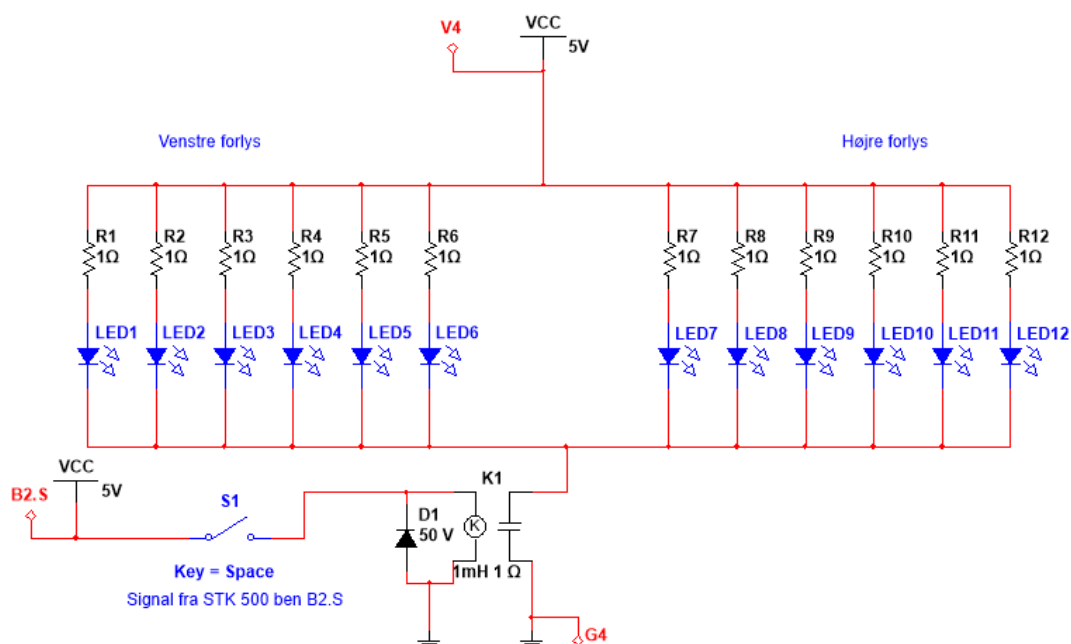 V4
VCC
5V
Venstre forlys
Højre forlys
R1
1Ω
R2
1Ω
R3
1Ω
R4
1Ω
R5
1Ω
R6
1Ω
R7
1Ω
R8
1Ω
R9
1Ω
R10
1Ω
R11
1Ω
R12
1Ω
LED1
LED2
LED3
LED4
LED5
LED6
LED7
LED8
LED9
LED10
LED11
LED12
VCC
5V
B2.S
S1
K1
D1
50 V
K
1mH 1 Ω
Key = Space
Signal fra STK 500 ben B2.S
G4